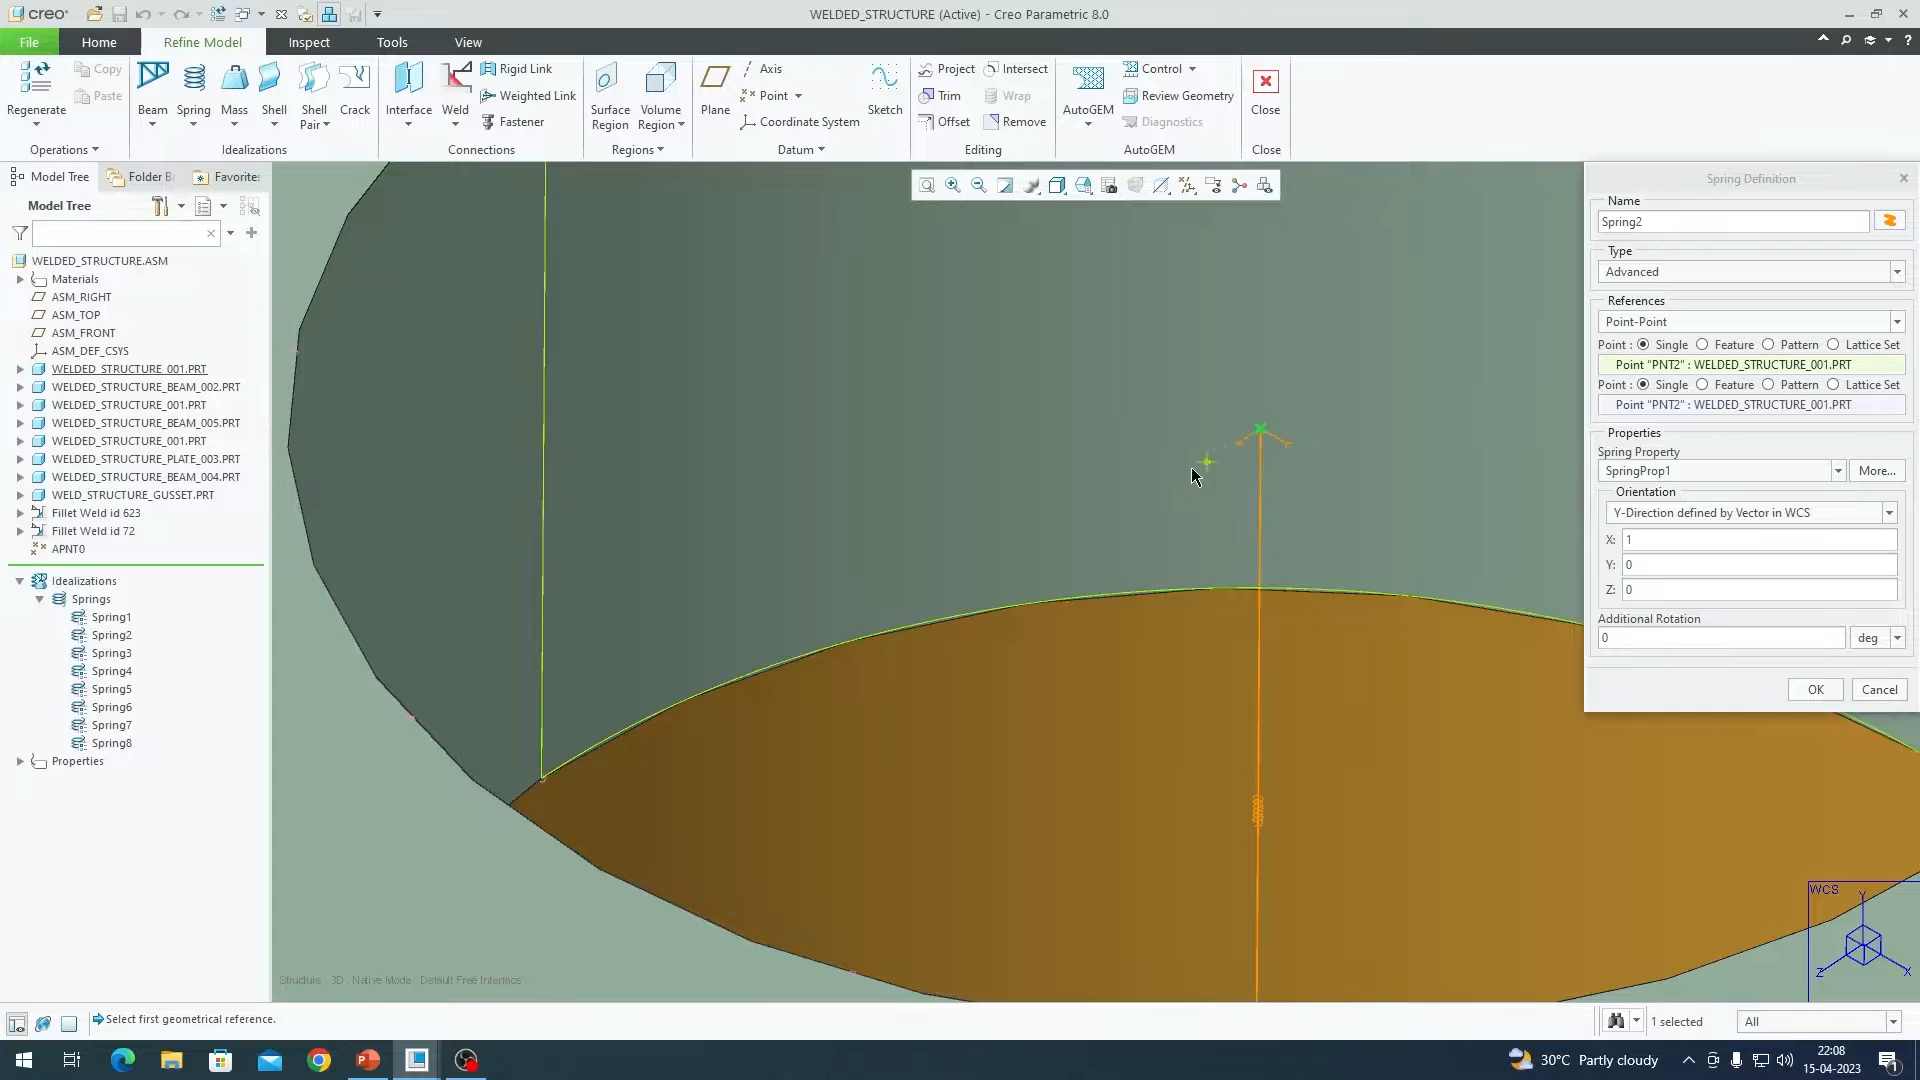 creo
WELDED_STRUCTURE (Active) - Creo Parametric 8.0
File
Home
Refine Model
Inspect
Tools
View
Regenerate
Copy
Paste
Operations
Beam
Spring
Mass
Shell
Shell Pair
Crack
Idealizations
Interface
Weld
Rigid Link
Weighted Link
Fastener
Connections
Surface Region
Volume Region
Regions
Plane
Axis
Point
Coordinate System
Sketch
Datum
Project
Intersect
Trim
Wrap
Offset
Remove
Editing
AutoGEM
Control
Review Geometry
Diagnostics
AutoGEM
Close
Close
Model Tree
Folder B
Favorites
Model Tree
WELDED_STRUCTURE.ASM
Materials
ASM_RIGHT
ASM_TOP
ASM_FRONT
ASM_DEF_CSYS
WELDED_STRUCTURE_001.PRT
WELDED_STRUCTURE_BEAM_002.PRT
WELDED_STRUCTURE_001.PRT
WELDED_STRUCTURE_BEAM_005.PRT
WELDED_STRUCTURE_001.PRT
WELDED_STRUCTURE_PLATE_003.PRT
WELDED_STRUCTURE_BEAM_004.PRT
WELD_STRUCTURE_GUSSET.PRT
Fillet Weld id 623
Fillet Weld id 72
APNT0
Idealizations
Springs
Spring1
Spring2
Spring3
Spring4
Spring5
Spring6
Spring7
Spring8
Properties
Structure 3D Native Mode Default Free Interface
Spring Definition
Name
Spring2
Type
Advanced
References
Point-Point
Point : Single Feature Pattern Lattice Set
Point "PNT2" : WELDED_STRUCTURE_001.PRT
Point : Single Feature Pattern Lattice Set
Point "PNT2" : WELDED_STRUCTURE_001.PRT
Properties
Spring Property
SpringProp1
More...
Orientation
Y-Direction defined by Vector in WCS
X: 1
Y: 0
Z: 0
Additional Rotation
0
deg
OK
Cancel
WCS
Y
Z
X
Select first geometrical reference.
1 selected
All
30°C Partly cloudy
22:08
15-04-2023
1